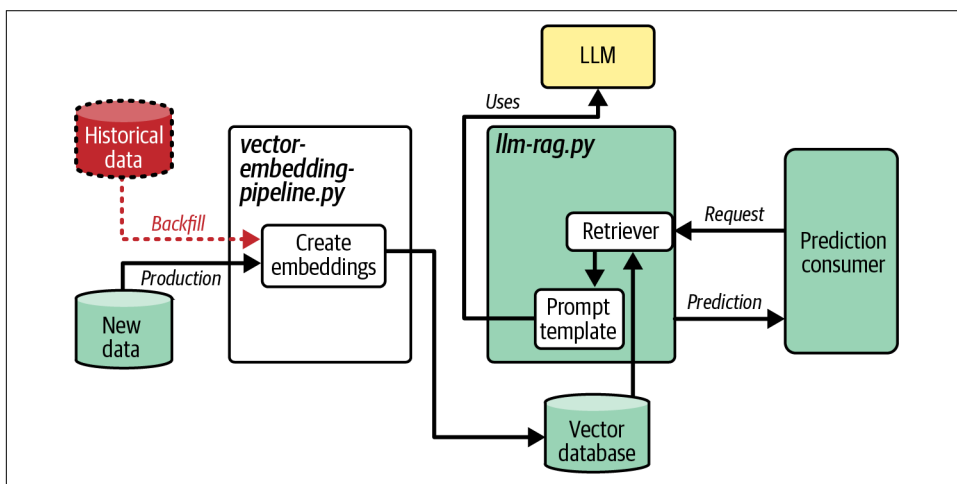 LLM
Uses
Historical
data
vector-
embedding-
pipeline.py
llm-rag.py
Backfill
Create
embeddings
Retriever
Request
Prediction
consumer
Production
New
data
Prompt
template
Prediction
Vector
database